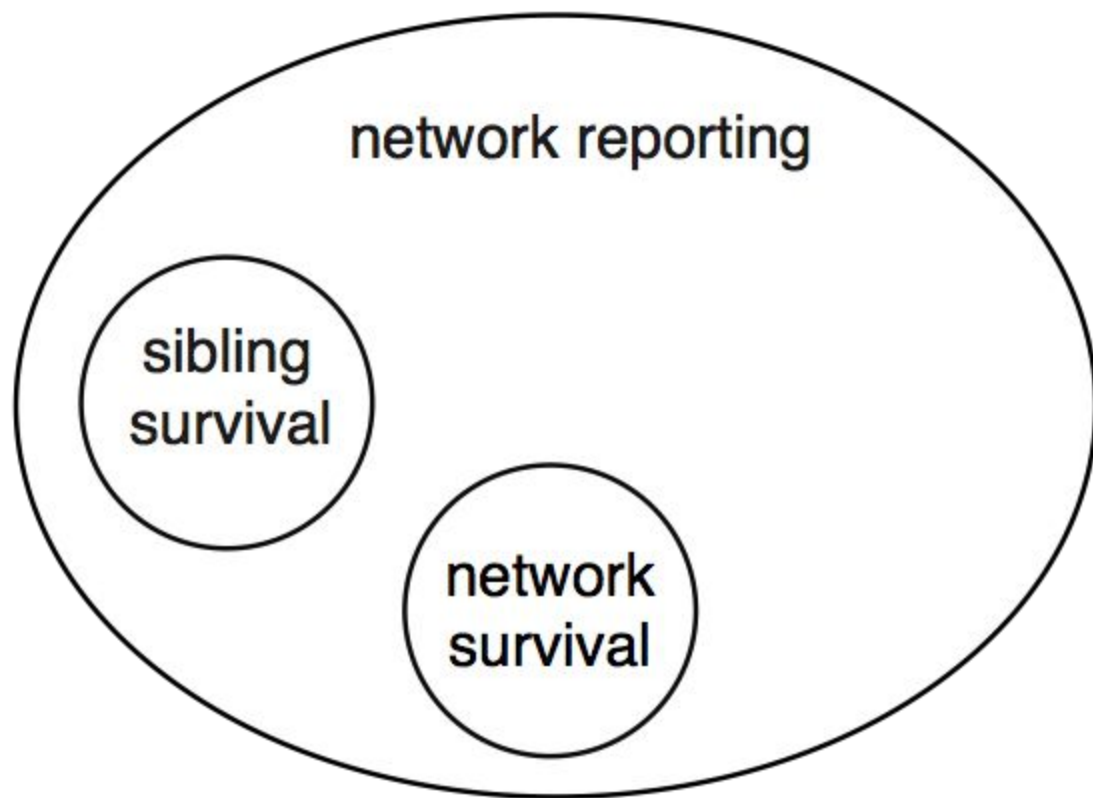 network reporting
sibling
survival
network
survival